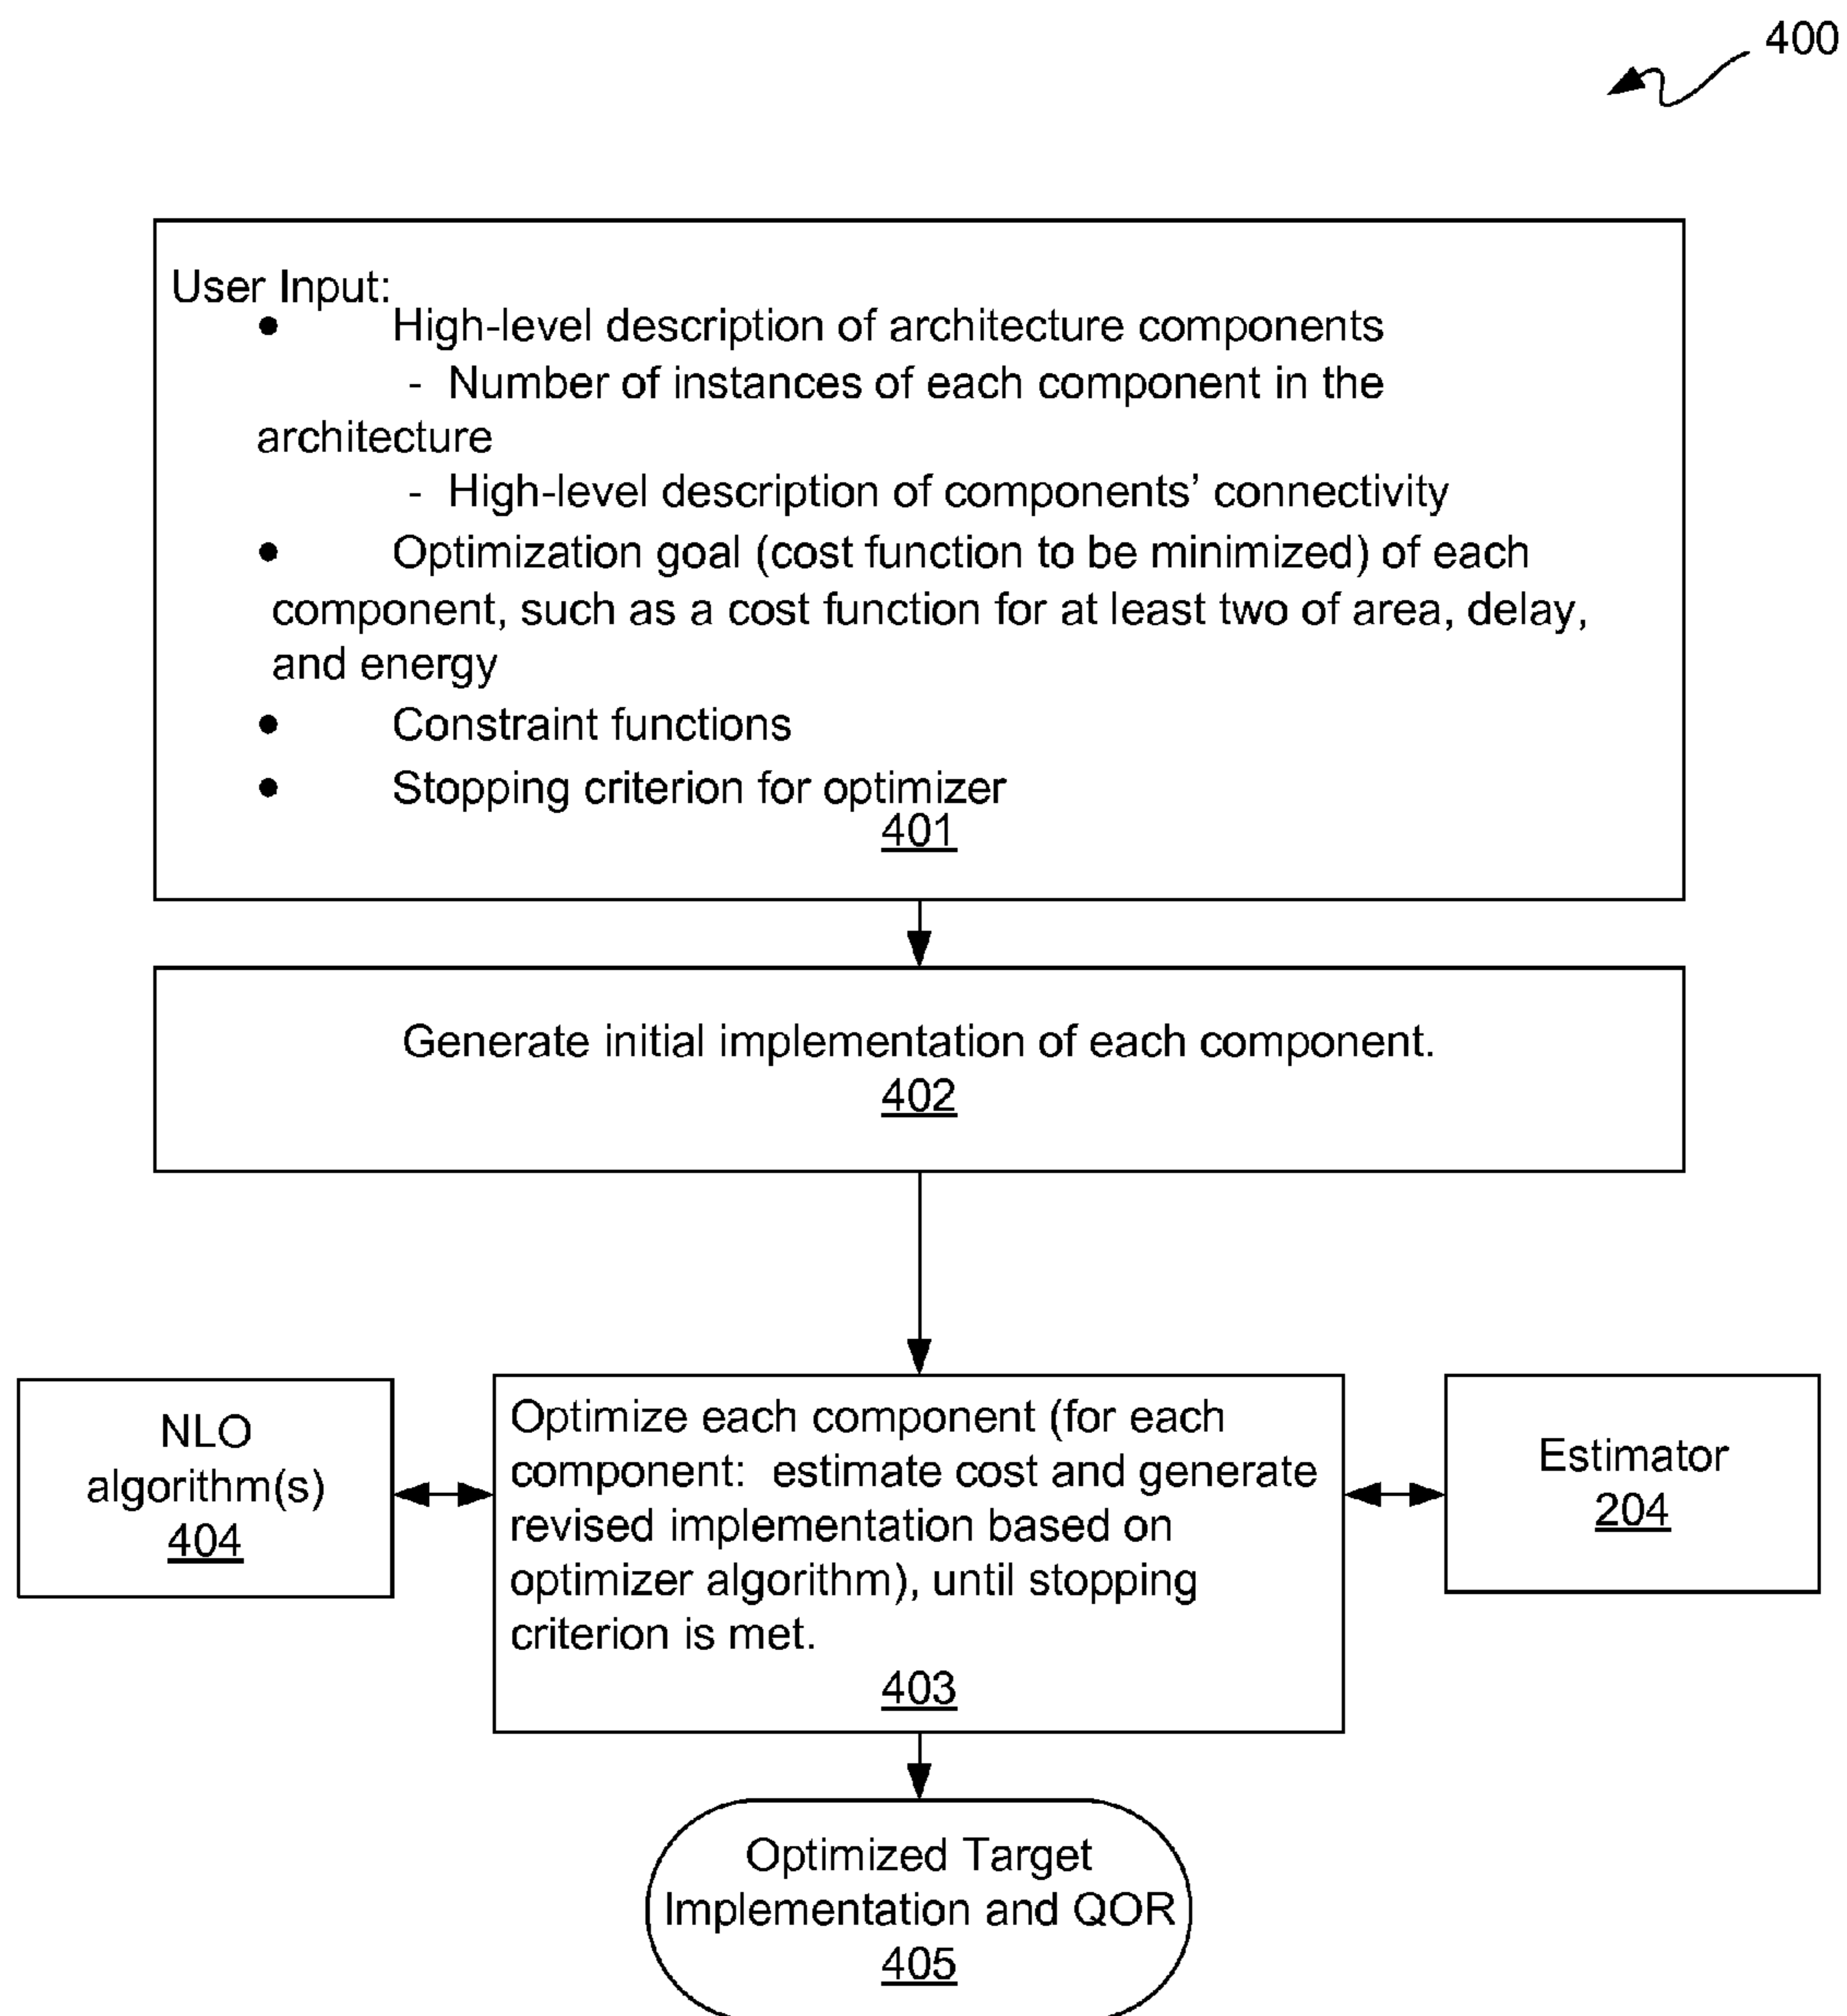 400
User Input:
● High-level description of architecture components
- Number of instances of each component in the
architecture
- High-level description of components’ connectivity
● Optimization goal (cost function to be minimized) of each
component, such as a cost function for at least two of area, delay,
and energy
● Constraint functions
● Stopping criterion for optimizer
401
Generate initial implementation of each component.
402
NLO
algorithm(s)
404
Optimize each component (for each
component: estimate cost and generate
revised implementation based on
optimizer algorithm), until stopping
criterion is met.
403
Estimator
204
Optimized Target
Implementation and QOR
405